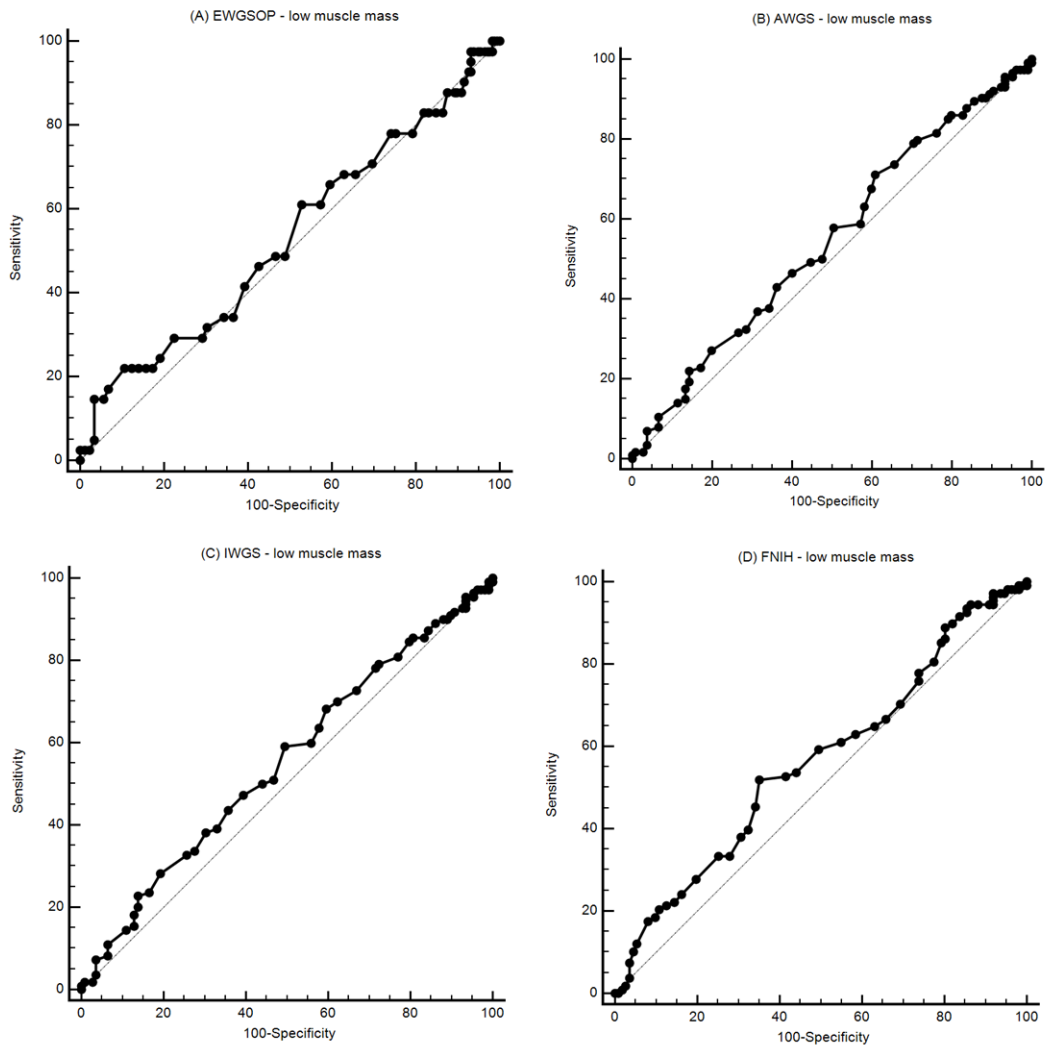 (A) EWGSOP - low muscle mass
100
80
60
40
20
0
Sensitivity
0 20 40 60 80 100
100-Specificity
(B) AWGS - low muscle mass
100
80
60
40
20
0
Sensitivity
0 20 40 60 80 100
100-Specificity
(C) IWGS - low muscle mass
100
80
60
40
20
0
Sensitivity
0 20 40 60 80 100
100-Specificity
(D) FNIH - low muscle mass
100
80
60
40
20
0
Sensitivity
0 20 40 60 80 100
100-Specificity